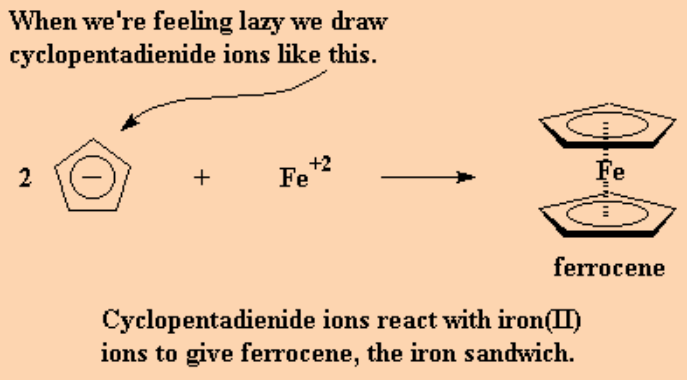 When we're feeling lazy we draw
cyclopentadienide ions like this.
2 − + Fe+2 Fe
ferrocene
Cyclopentadienide ions react with iron(II)
ions to give ferrocene, the iron sandwich.